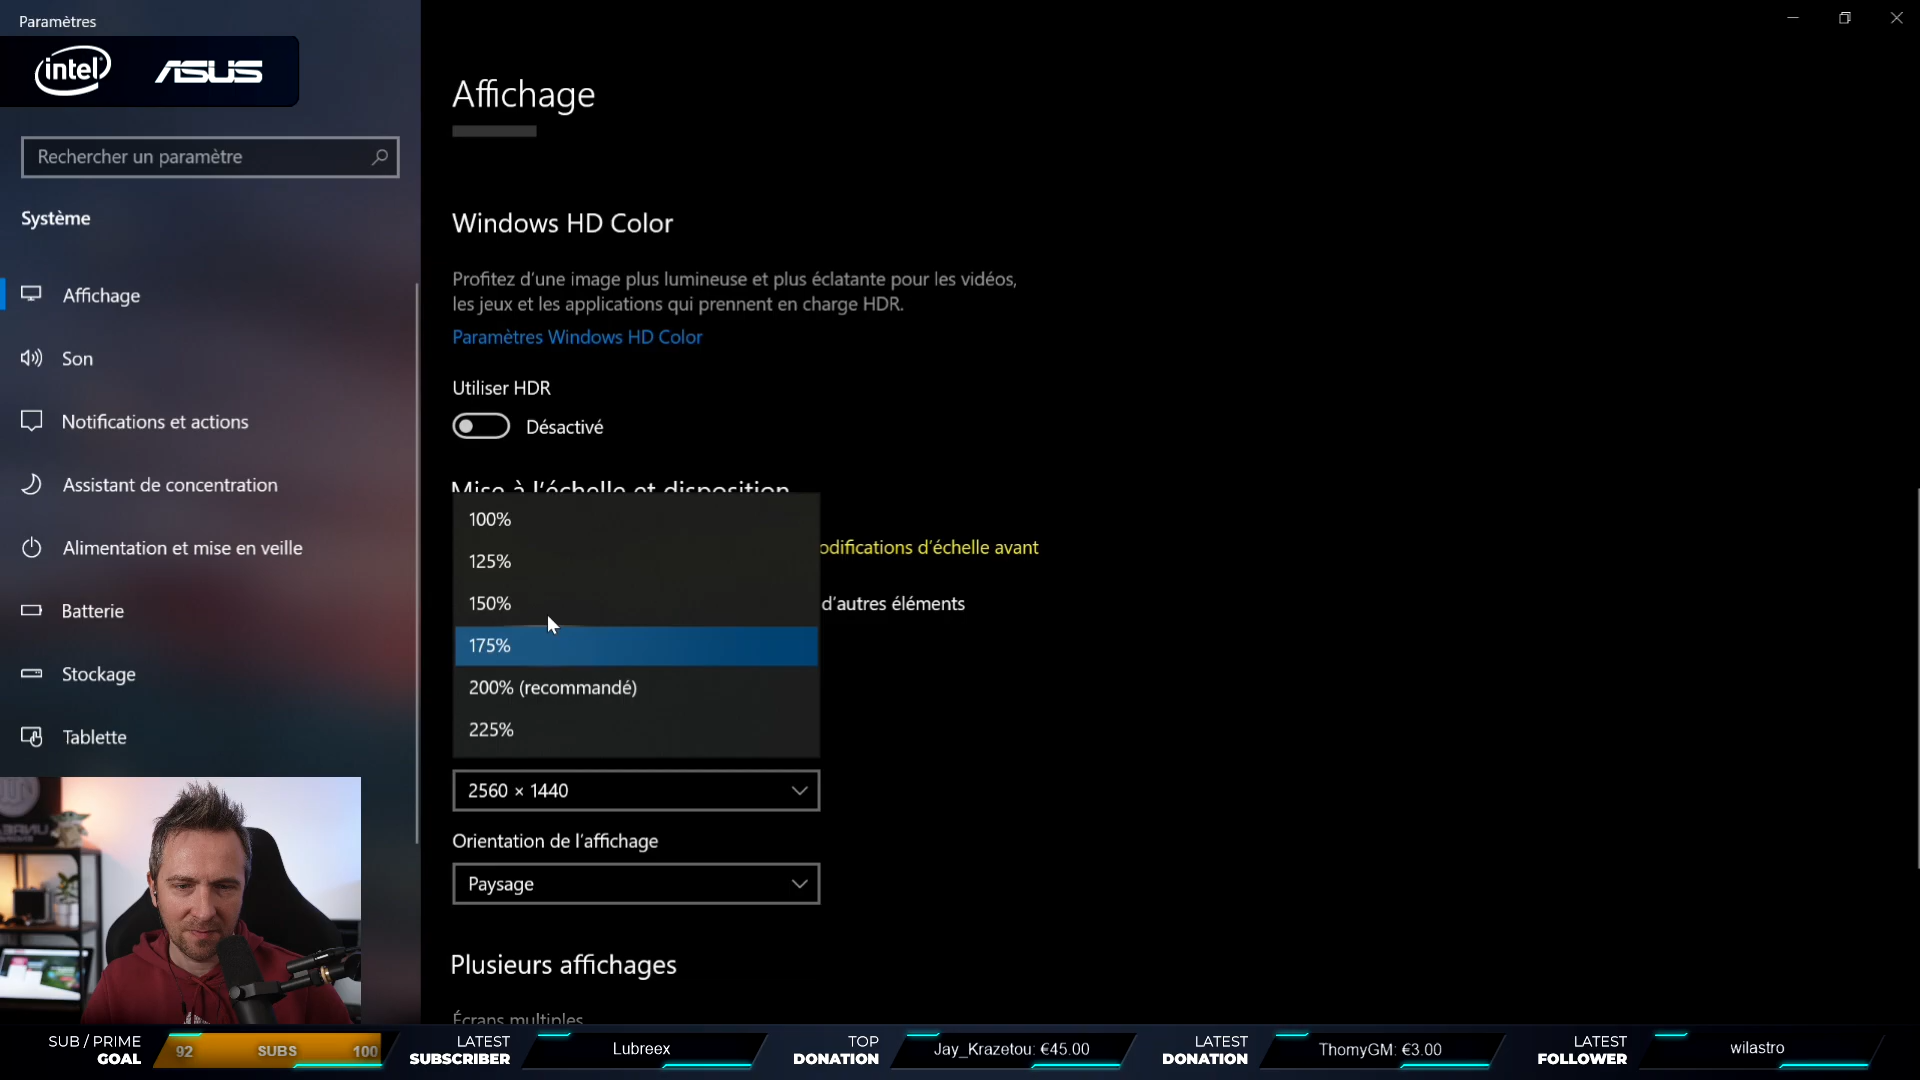 Paramètres
intel
ASUS
Rechercher un paramètre
Système
Affichage
Son
Notifications et actions
Assistant de concentration
Alimentation et mise en veille
Batterie
Stockage
Tablette
Affichage
Windows HD Color
Profitez d'une image plus lumineuse et plus éclatante pour les vidéos,
les jeux et les applications qui prennent en charge HDR.
Paramètres Windows HD Color
Utiliser HDR
Désactivé
Mise à l'échelle et disposition
100%
125%
odifications d'échelle avant
150%
d'autres éléments
175%
200% (recommandé)
225%
2560 × 1440
Orientation de l'affichage
Paysage
Plusieurs affichages
Écrans multiples
SUB / PRIME
GOAL
92
SUBS
100
LATEST
SUBSCRIBER
Lubreex
TOP
DONATION
Jay_Krazetou: €45.00
LATEST
DONATION
ThomyGM: €3.00
LATEST
FOLLOWER
wilastro